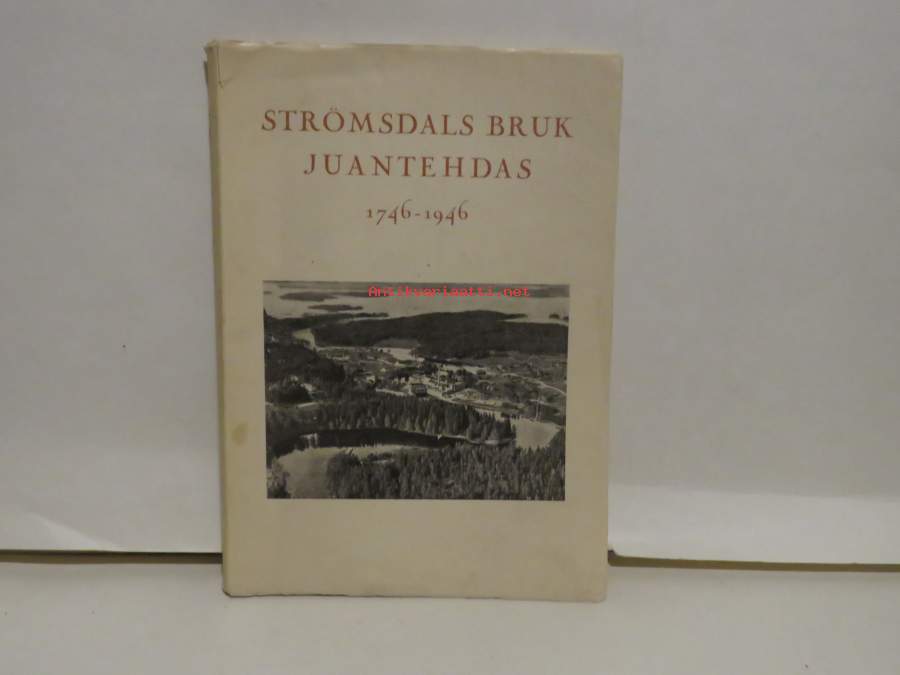 STRÖMSDALS BRUK
JUANTEHDAS
1746-1946
Antikvariaatti.net